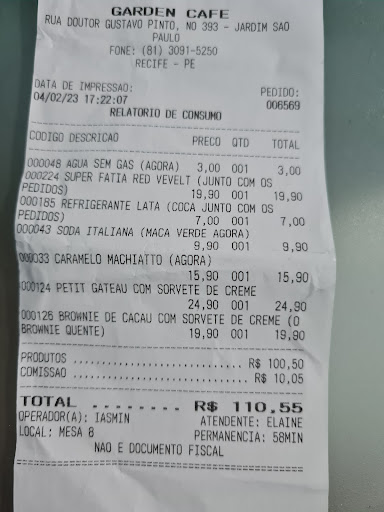 GARDEN CAFE
RUA DOUTOR GUSTAVO PINTO, NO 393 - JARDIM SAO
PAULO
FONE: (81) 3091-5250
RECIFE - PE
DATA DE IMPRESSAO: PEDIDO:
04/02/23 17:22:07 006569
RELATORIO DE CONSUMO
CODIGO DESCRICAO PRECO QTD TOTAL
000048 AGUA SEM GAS (AGORA) 3,00 001 3,00
000224 SUPER FATIA RED VEVELT (JUNTO COM OS
PEDIDOS) 19,90 001 19,90
000185 REFRIGERANTE LATA (COCA JUNTO COM OS
PEDIDOS) 7,00 001 7,00
000043 SODA ITALIANA (MACA VERDE AGORA)
9,90 001 9,90
000033 CARAMELO MACHIATTO (AGORA)
15,90 001 15,90
000124 PETIT GATEAU COM SORVETE DE CREME
24,90 001 24,90
000126 BROWNIE DE CACAU COM SORVETE DE CREME (O
BROWNIE QUENTE) 19,90 001 19,90
PRODUTOS ............................ R$ 100,50
COMISSAO ............................ R$ 10,05
TOTAL ........ R$ 110,55
OPERADOR(A): IASMIN ATENDENTE: ELAINE
LOCAL: MESA 8 PERMANENCIA: 58MIN
NAO E DOCUMENTO FISCAL